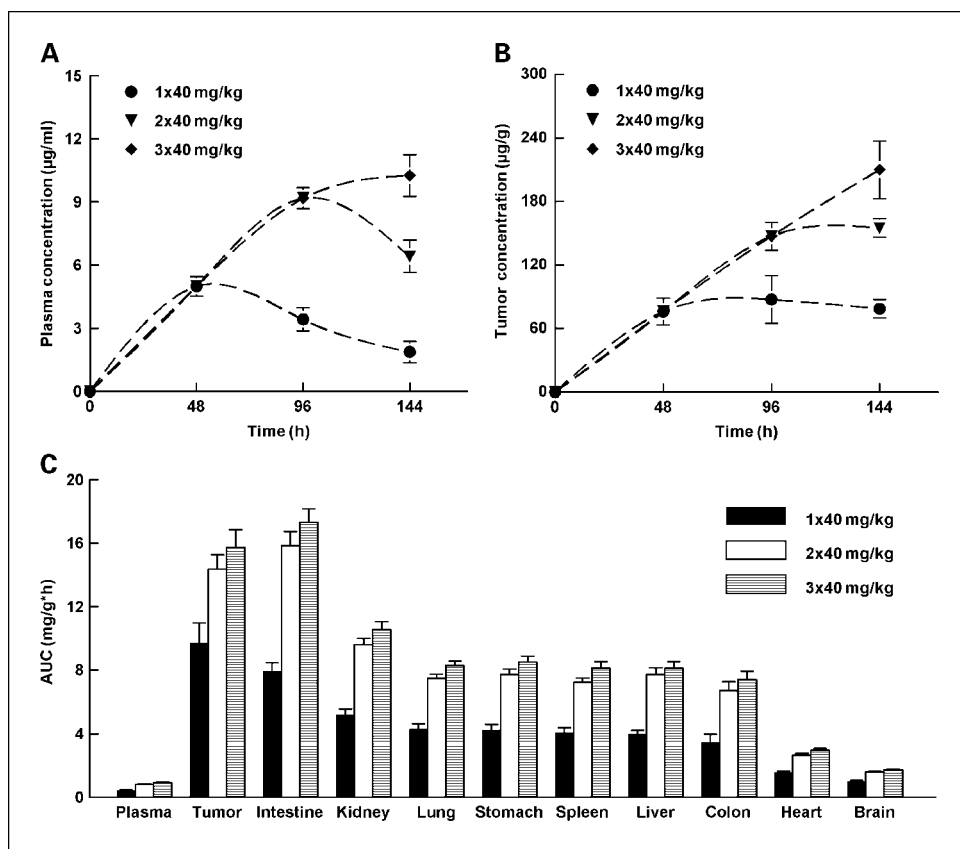 A
Plasma concentration (µg/ml)
15
12
9
6
3
0
1x40 mg/kg
2x40 mg/kg
3x40 mg/kg
0 48 96 144
Time (h)
B
Tumor concentration (µg/g)
300
240
180
120
60
0
1x40 mg/kg
2x40 mg/kg
3x40 mg/kg
0 48 96 144
Time (h)
C
AUC (mg/g*h)
20
16
12
8
4
0
1x40 mg/kg
2x40 mg/kg
3x40 mg/kg
Plasma Tumor Intestine Kidney Lung Stomach Spleen Liver Colon Heart Brain